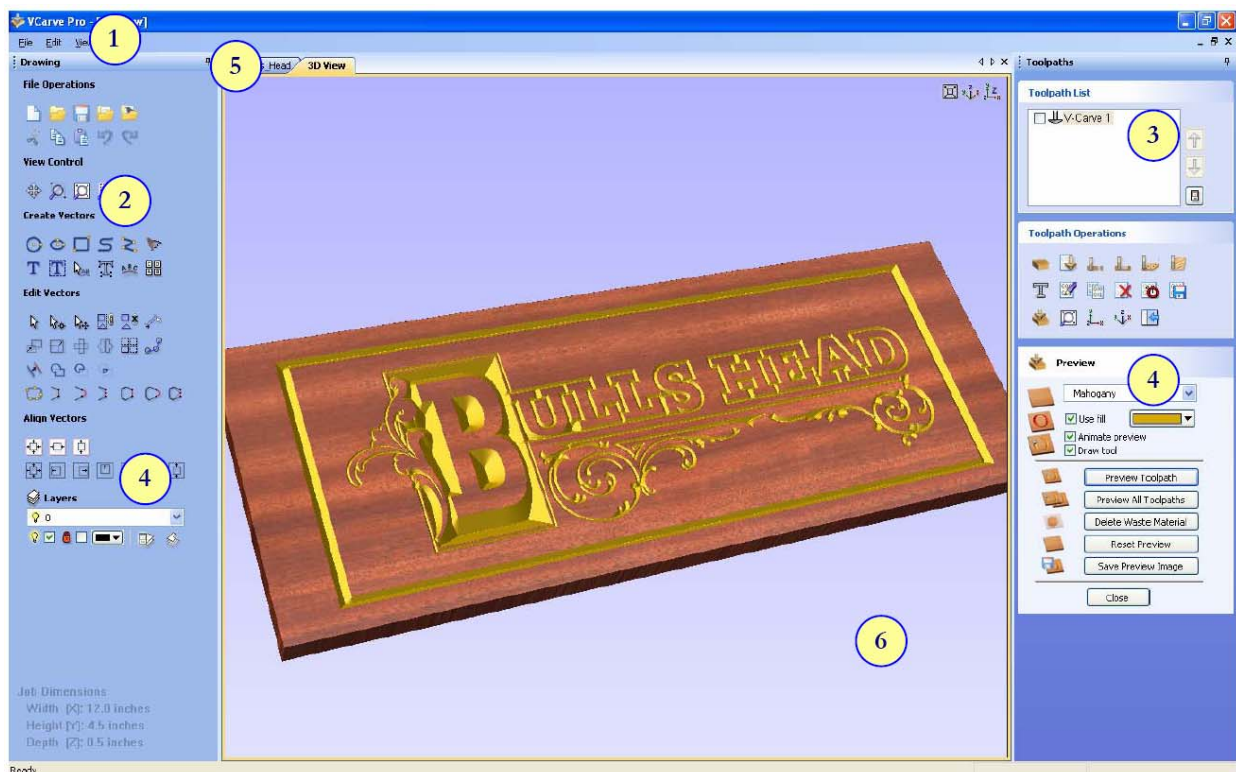 VCarve Pro -
1
File Edit
Drawing
5
_Head
3D View
Toolpaths
File Operations
Toolpath List
V-Carve 1
3
View Control
2
Create Vectors
Toolpath Operations
Edit Vectors
Preview
Mahogany
4
Use fill
Animate preview
Draw tool
BULLS HEAD
Align Vectors
4
Preview Toolpath
Layers
Preview All Toolpaths
0
Delete Waste Material
Reset Preview
Save Preview Image
Close
6
Job Dimensions
Width [X]: 12.0 inches
Height [Y]: 4.5 inches
Depth [Z]: 0.5 inches
Ready